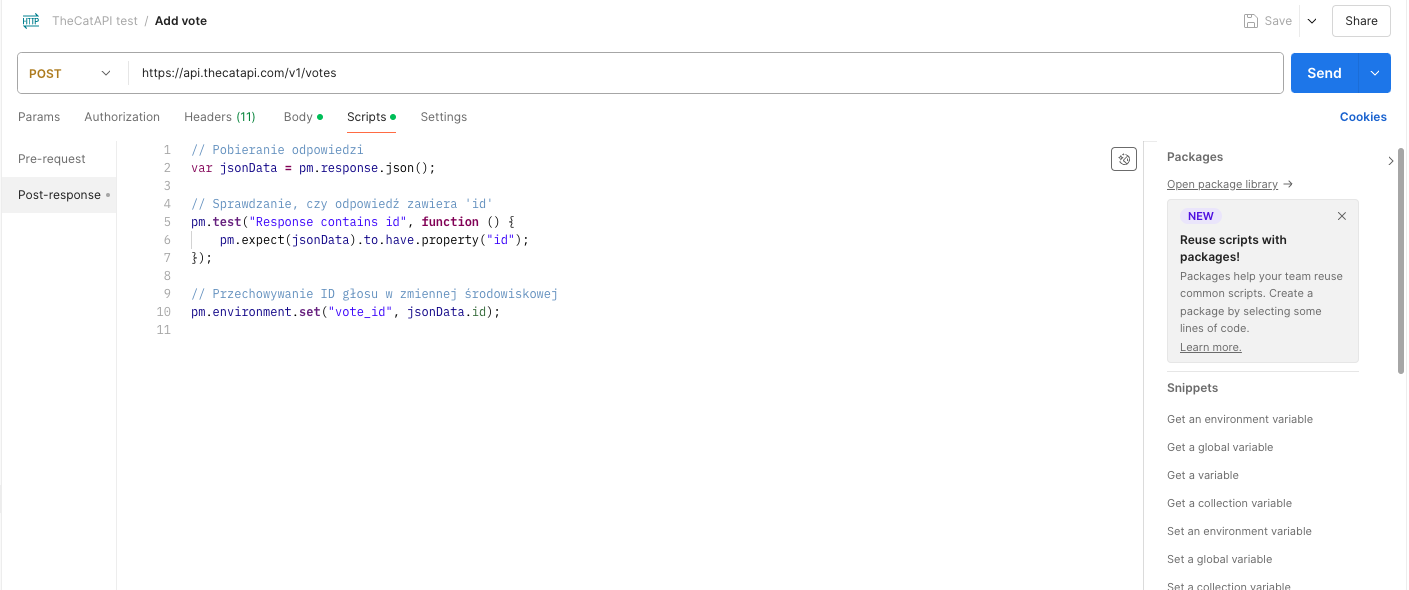 HTTP TheCatAPI test / Add vote
Save
Share
POST
https://api.thecatapi.com/v1/votes
Send
Params Authorization Headers (11) Body Scripts Settings
Cookies
Pre-request
Post-response
1 // Pobieranie odpowiedzi
2 var jsonData = pm.response.json();
3
4 // Sprawdzanie, czy odpowiedź zawiera 'id'
5 pm.test("Response contains id", function () {
6 pm.expect(jsonData).to.have.property("id");
7 });
8
9 // Przechowywanie ID głosu w zmiennej środowiskowej
10 pm.environment.set("vote_id", jsonData.id);
11
Packages
Open package library →
NEW
Reuse scripts with
packages!
Packages help your team reuse
common scripts. Create a
package by selecting some
lines of code.
Learn more.
Snippets
Get an environment variable
Get a global variable
Get a variable
Get a collection variable
Set an environment variable
Set a global variable
Set a collection variable